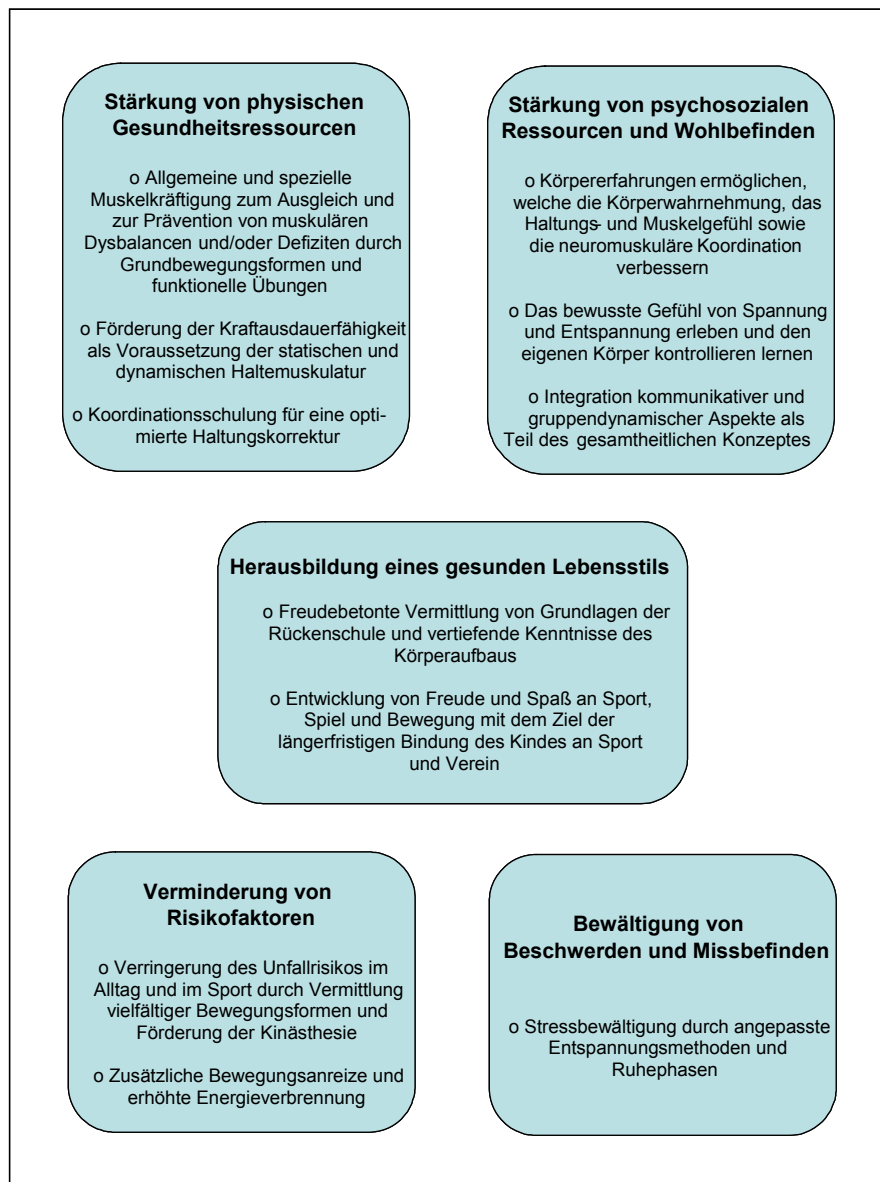 Stärkung von physischen
Gesundheitsressourcen
o Allgemeine und spezielle
Muskelkräftigung zum Ausgleich und
zur Prävention von muskulären
Dysbalancen und/oder Defiziten durch
Grundbewegungsformen und
funktionelle Übungen
o Förderung der Kraftausdauerfähigkeit
als Voraussetzung der statischen und
dynamischen Haltemuskulatur
o Koordinationsschulung für eine opti-
mierte Haltungskorrektur
Stärkung von psychosozialen
Ressourcen und Wohlbefinden
o Körpererfahrungen ermöglichen,
welche die Körperwahrnehmung, das
Haltungs- und Muskelgefühl sowie
die neuromuskuläre Koordination
verbessern
o Das bewusste Gefühl von Spannung
und Entspannung erleben und den
eigenen Körper kontrollieren lernen
o Integration kommunikativer und
gruppendynamischer Aspekte als
Teil des gesamtheitlichen Konzeptes
Herausbildung eines gesunden Lebensstils
o Freudebetonte Vermittlung von Grundlagen der
Rückenschule und vertiefende Kenntnisse des
Körperaufbaus
o Entwicklung von Freude und Spaß an Sport,
Spiel und Bewegung mit dem Ziel der
längerfristigen Bindung des Kindes an Sport
und Verein
Verminderung von
Risikofaktoren
o Verringerung des Unfallrisikos im
Alltag und im Sport durch Vermittlung
vielfältiger Bewegungsformen und
Förderung der Kinästhesie
o Zusätzliche Bewegungsanreize und
erhöhte Energieverbrennung
Bewältigung von
Beschwerden und Missbefinden
o Stressbewältigung durch angepasste
Entspannungsmethoden und
Ruhephasen